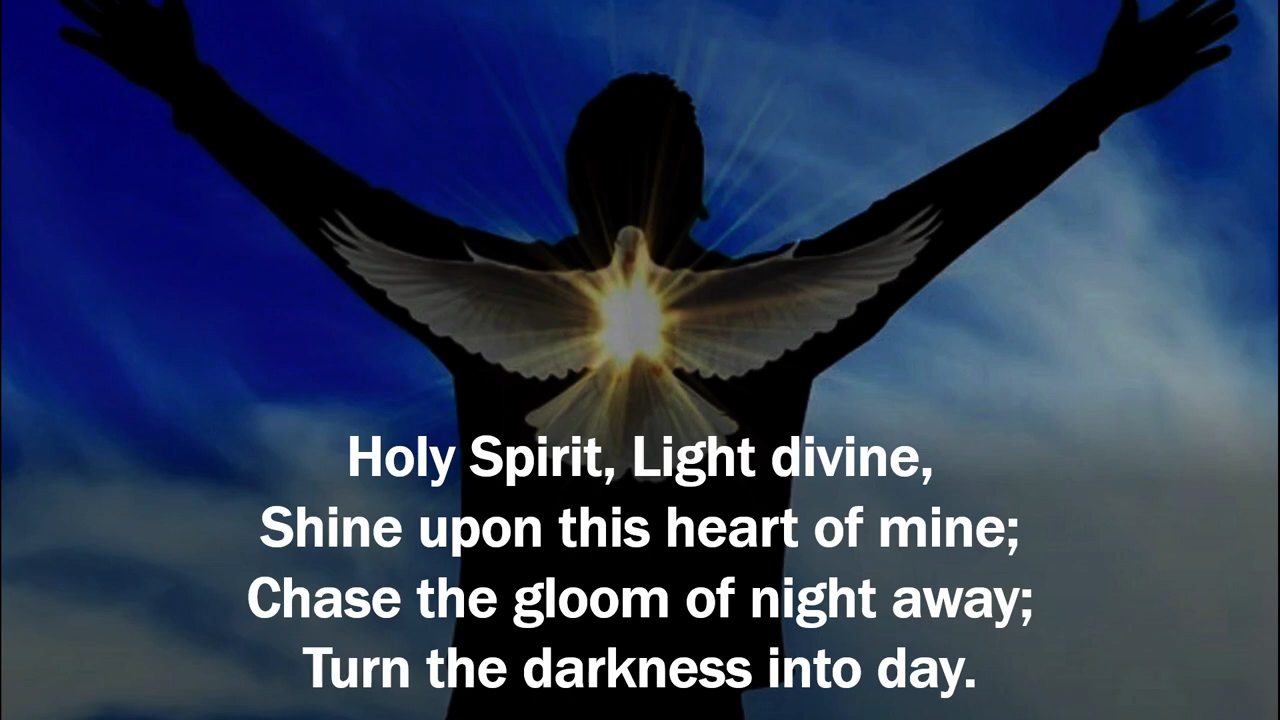 Holy Spirit, Light divine,
Shine upon this heart of mine;
Chase the gloom of night away;
Turn the darkness into day.